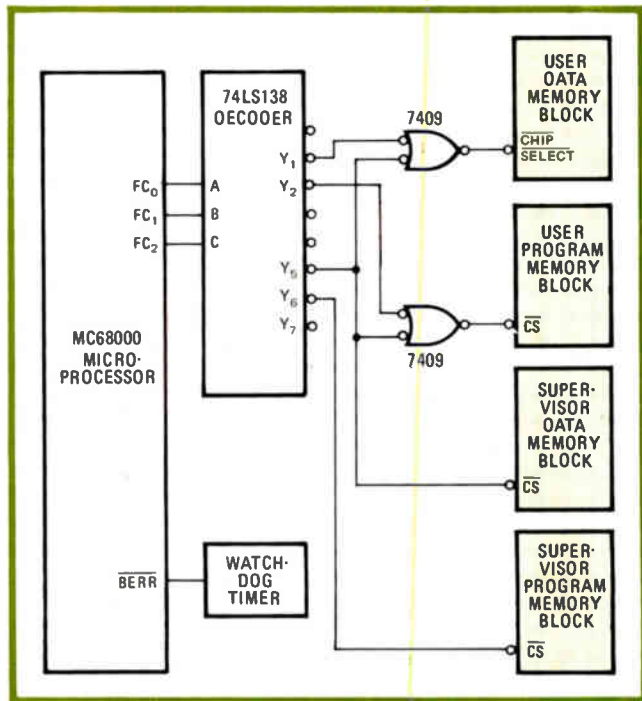 MC68000
MICRO-
PROCESSOR
FC0
FC1
FC2
BERR
74LS138
OECOOER
A
B
C
Y1
Y2
Y5
Y6
Y7
WATCH-
DOG
TIMER
7409
7409
USER
DATA
MEMORY
BLOCK
CHIP
SELECT
USER
PROGRAM
MEMORY
BLOCK
CS
SUPER-
VISOR
DATA
MEMORY
BLOCK
CS
SUPER-
VISOR
PROGRAM
MEMORY
BLOCK
CS